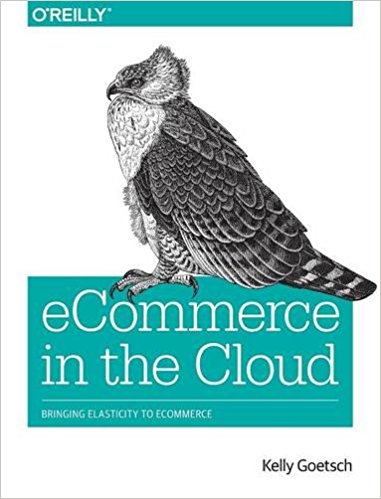 O'REILLY®
eCommerce
in the Cloud
BRINGING ELASTICITY TO ECOMMERCE
Kelly Goetsch